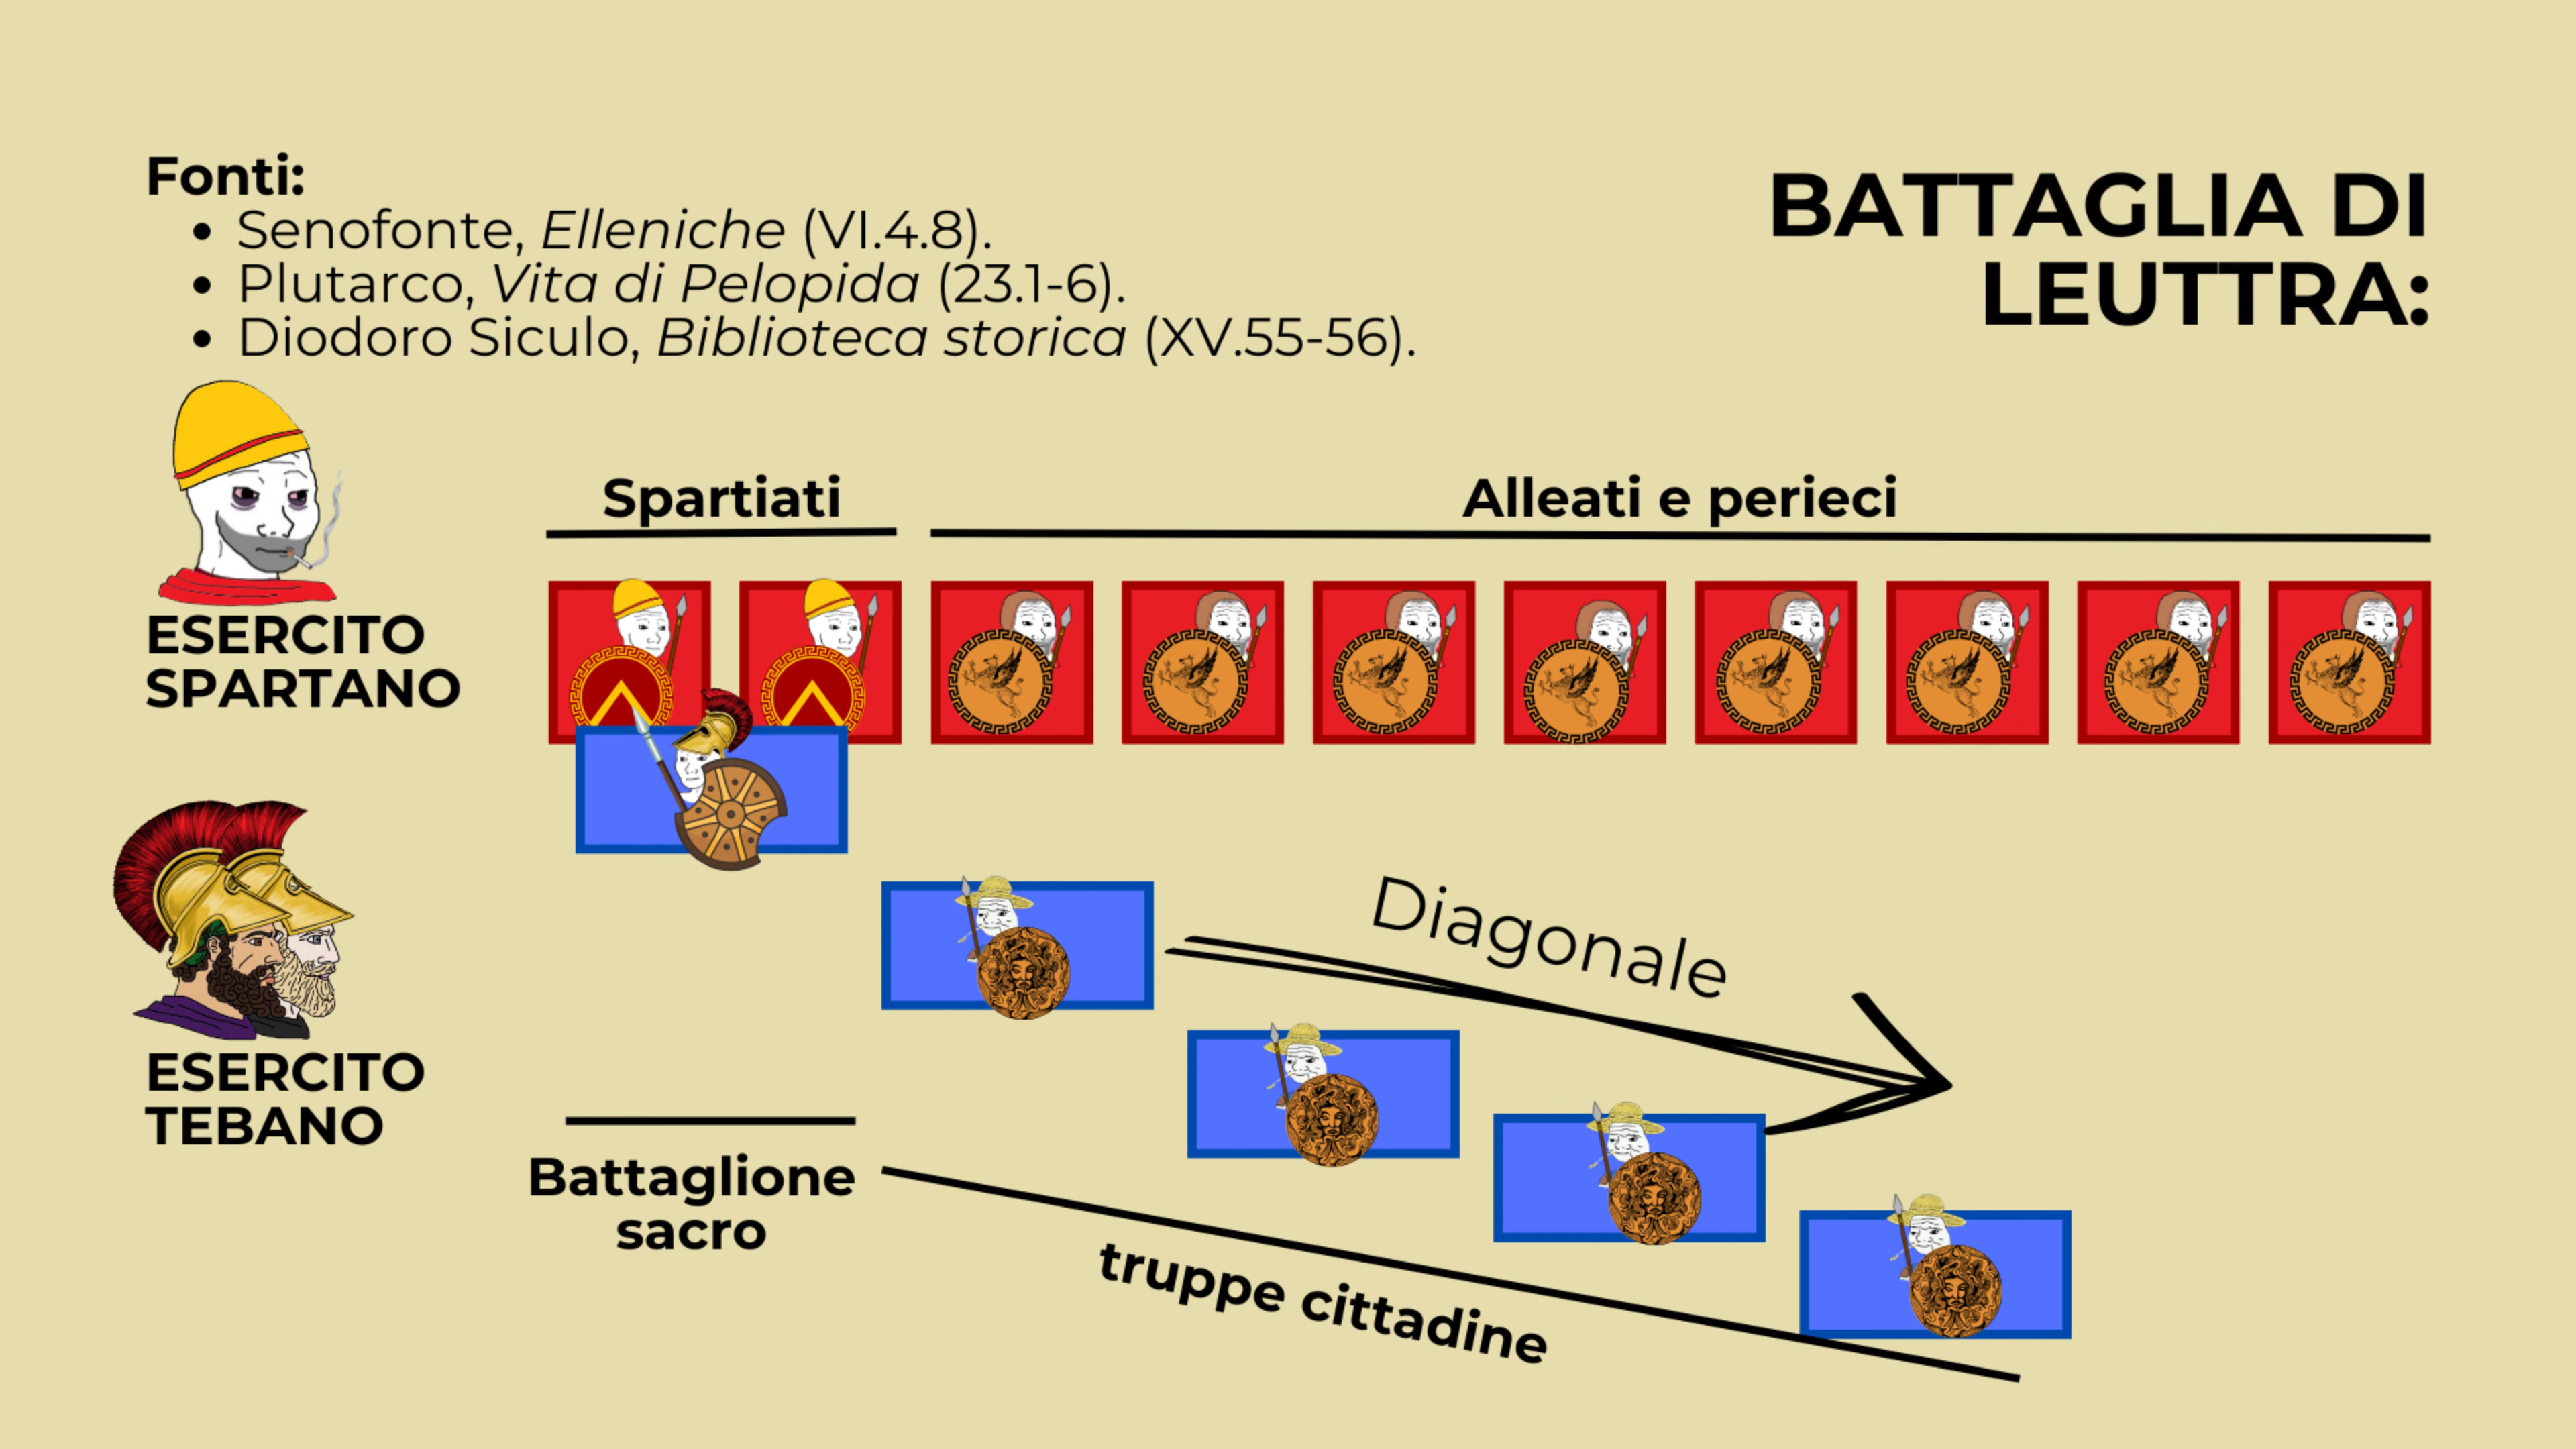 Fonti:
• Senofonte, Elleniche (VI.4.8).
• Plutarco, Vita di Pelopida (23.1-6).
• Diodoro Siculo, Biblioteca storica (XV.55-56).
BATTAGLIA DI
LEUTTRA:
Spartiati
Alleati e perieci
ESERCITO
SPARTANO
Diagonale
ESERCITO
TEBANO
Battaglione
sacro
truppe cittadine